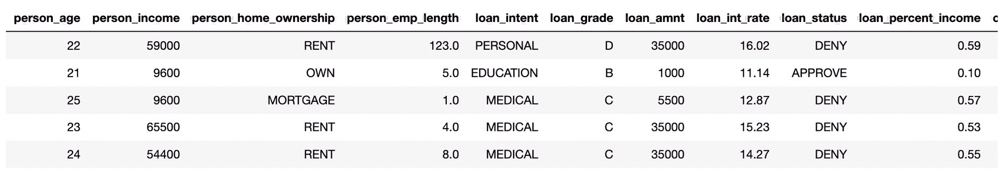 person_age person_income person_home_ownership person_emp_length loan_intent loan_grade loan_amnt loan_int_rate loan_status loan_percent_income c
22 59000 RENT 123.0 PERSONAL D 35000 16.02 DENY 0.59
21 9600 OWN 5.0 EDUCATION B 1000 11.14 APPROVE 0.10
25 9600 MORTGAGE 1.0 MEDICAL C 5500 12.87 DENY 0.57
23 65500 RENT 4.0 MEDICAL C 35000 15.23 DENY 0.53
24 54400 RENT 8.0 MEDICAL C 35000 14.27 DENY 0.55